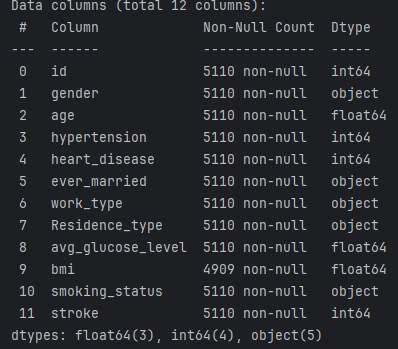 Data columns (total 12 columns):
 #   Column             Non-Null Count  Dtype
---  ------             --------------  -----
 0   id                 5110 non-null   int64
 1   gender             5110 non-null   object
 2   age                5110 non-null   float64
 3   hypertension       5110 non-null   int64
 4   heart_disease      5110 non-null   int64
 5   ever_married       5110 non-null   object
 6   work_type          5110 non-null   object
 7   Residence_type     5110 non-null   object
 8   avg_glucose_level  5110 non-null   float64
 9   bmi                4909 non-null   float64
 10  smoking_status     5110 non-null   object
 11  stroke             5110 non-null   int64
dtypes: float64(3), int64(4), object(5)